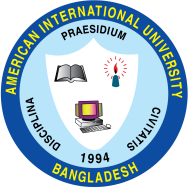 AMERICAN INTERNATIONAL UNIVERSITY
PRAESIDIUM
DISCIPLINA
CIVITATIS
1994
BANGLADESH